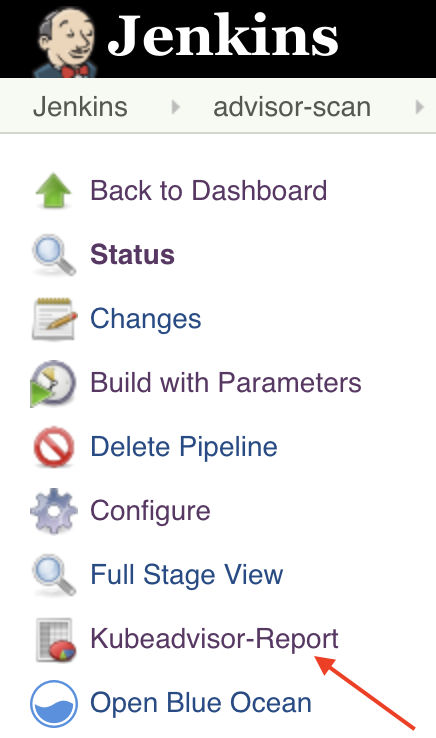 Jenkins
Jenkins advisor-scan
Back to Dashboard
Status
Changes
Build with Parameters
Delete Pipeline
Configure
Full Stage View
Kubeadvisor-Report
Open Blue Ocean